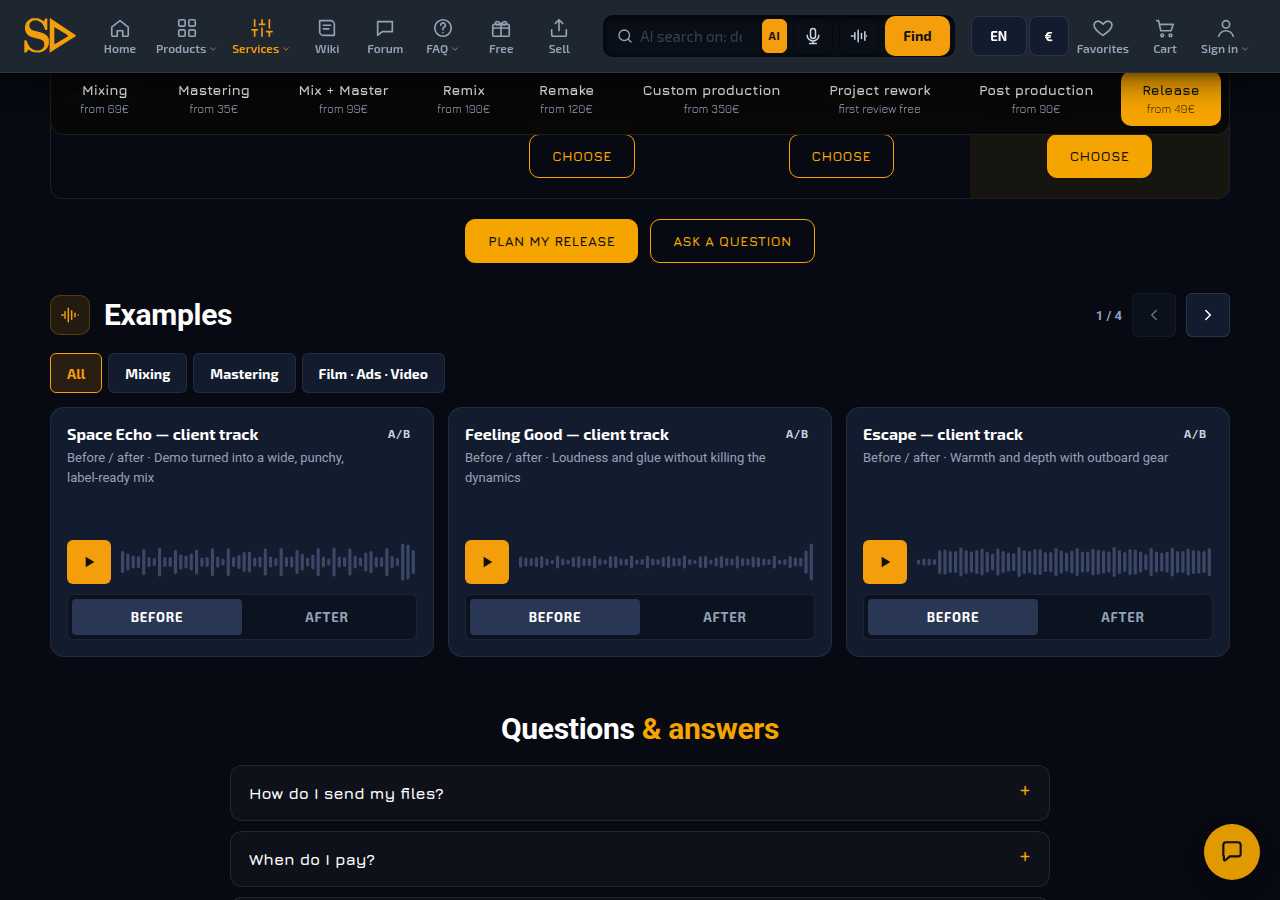 SD
Home
Products
Services
Wiki
Forum
FAQ
Free
Sell
AI search on: de
AI
Find
EN
€
Favorites
Cart
Sign in
Mixing
from 69€
Mastering
from 35€
Mix + Master
from 99€
Remix
from 190€
Remake
from 120€
Custom production
from 350€
Project rework
first review free
Post production
from 90€
Release
from 49€
CHOOSE
CHOOSE
CHOOSE
PLAN MY RELEASE
ASK A QUESTION
Examples
1 / 4
All
Mixing
Mastering
Film · Ads · Video
Space Echo — client track
A/B
Before / after · Demo turned into a wide, punchy,
label-ready mix
BEFORE
AFTER
Feeling Good — client track
A/B
Before / after · Loudness and glue without killing the
dynamics
BEFORE
AFTER
Escape — client track
A/B
Before / after · Warmth and depth with outboard gear
BEFORE
AFTER
Questions & answers
How do I send my files?
+
When do I pay?
+